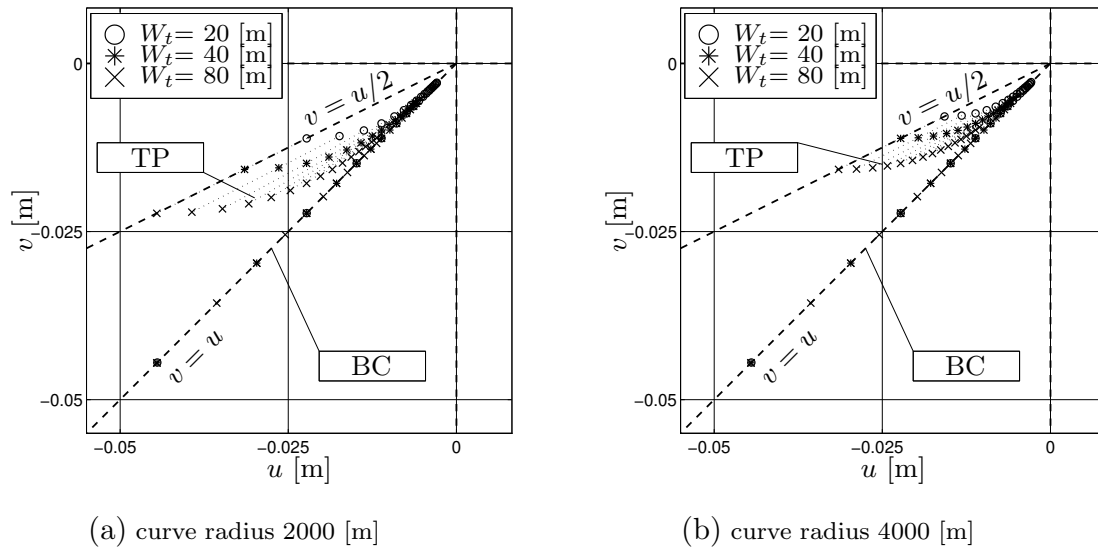 W_t= 20 [m]
W_t= 40 [m]
W_t= 80 [m]
0
v = u/2
TP
v [m]
−0.025
BC
v = u
−0.05
−0.05
−0.025
0
u [m]
(a) curve radius 2000 [m]
W_t= 20 [m]
W_t= 40 [m]
W_t= 80 [m]
0
v = u/2
TP
v [m]
−0.025
BC
v = u
−0.05
−0.05
−0.025
0
u [m]
(b) curve radius 4000 [m]